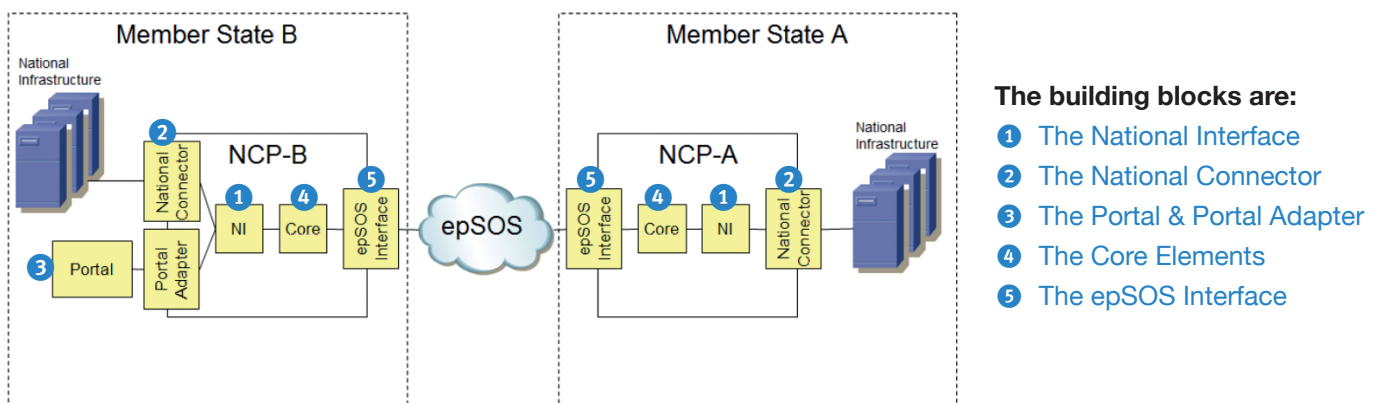 Member State B
National
Infrastructure
2
National
Connector
NCP-B
1
NI
4
Core
5
epSOS
Interface
3
Portal
Portal
Adapter
epSOS
Member State A
National
Infrastructure
NCP-A
5
epSOS
Interface
4
Core
1
NI
2
National
Connector
The building blocks are:
1 The National Interface
2 The National Connector
3 The Portal & Portal Adapter
4 The Core Elements
5 The epSOS Interface